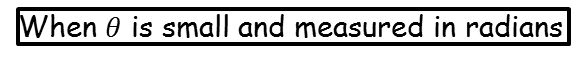 When θ is small and measured in radians